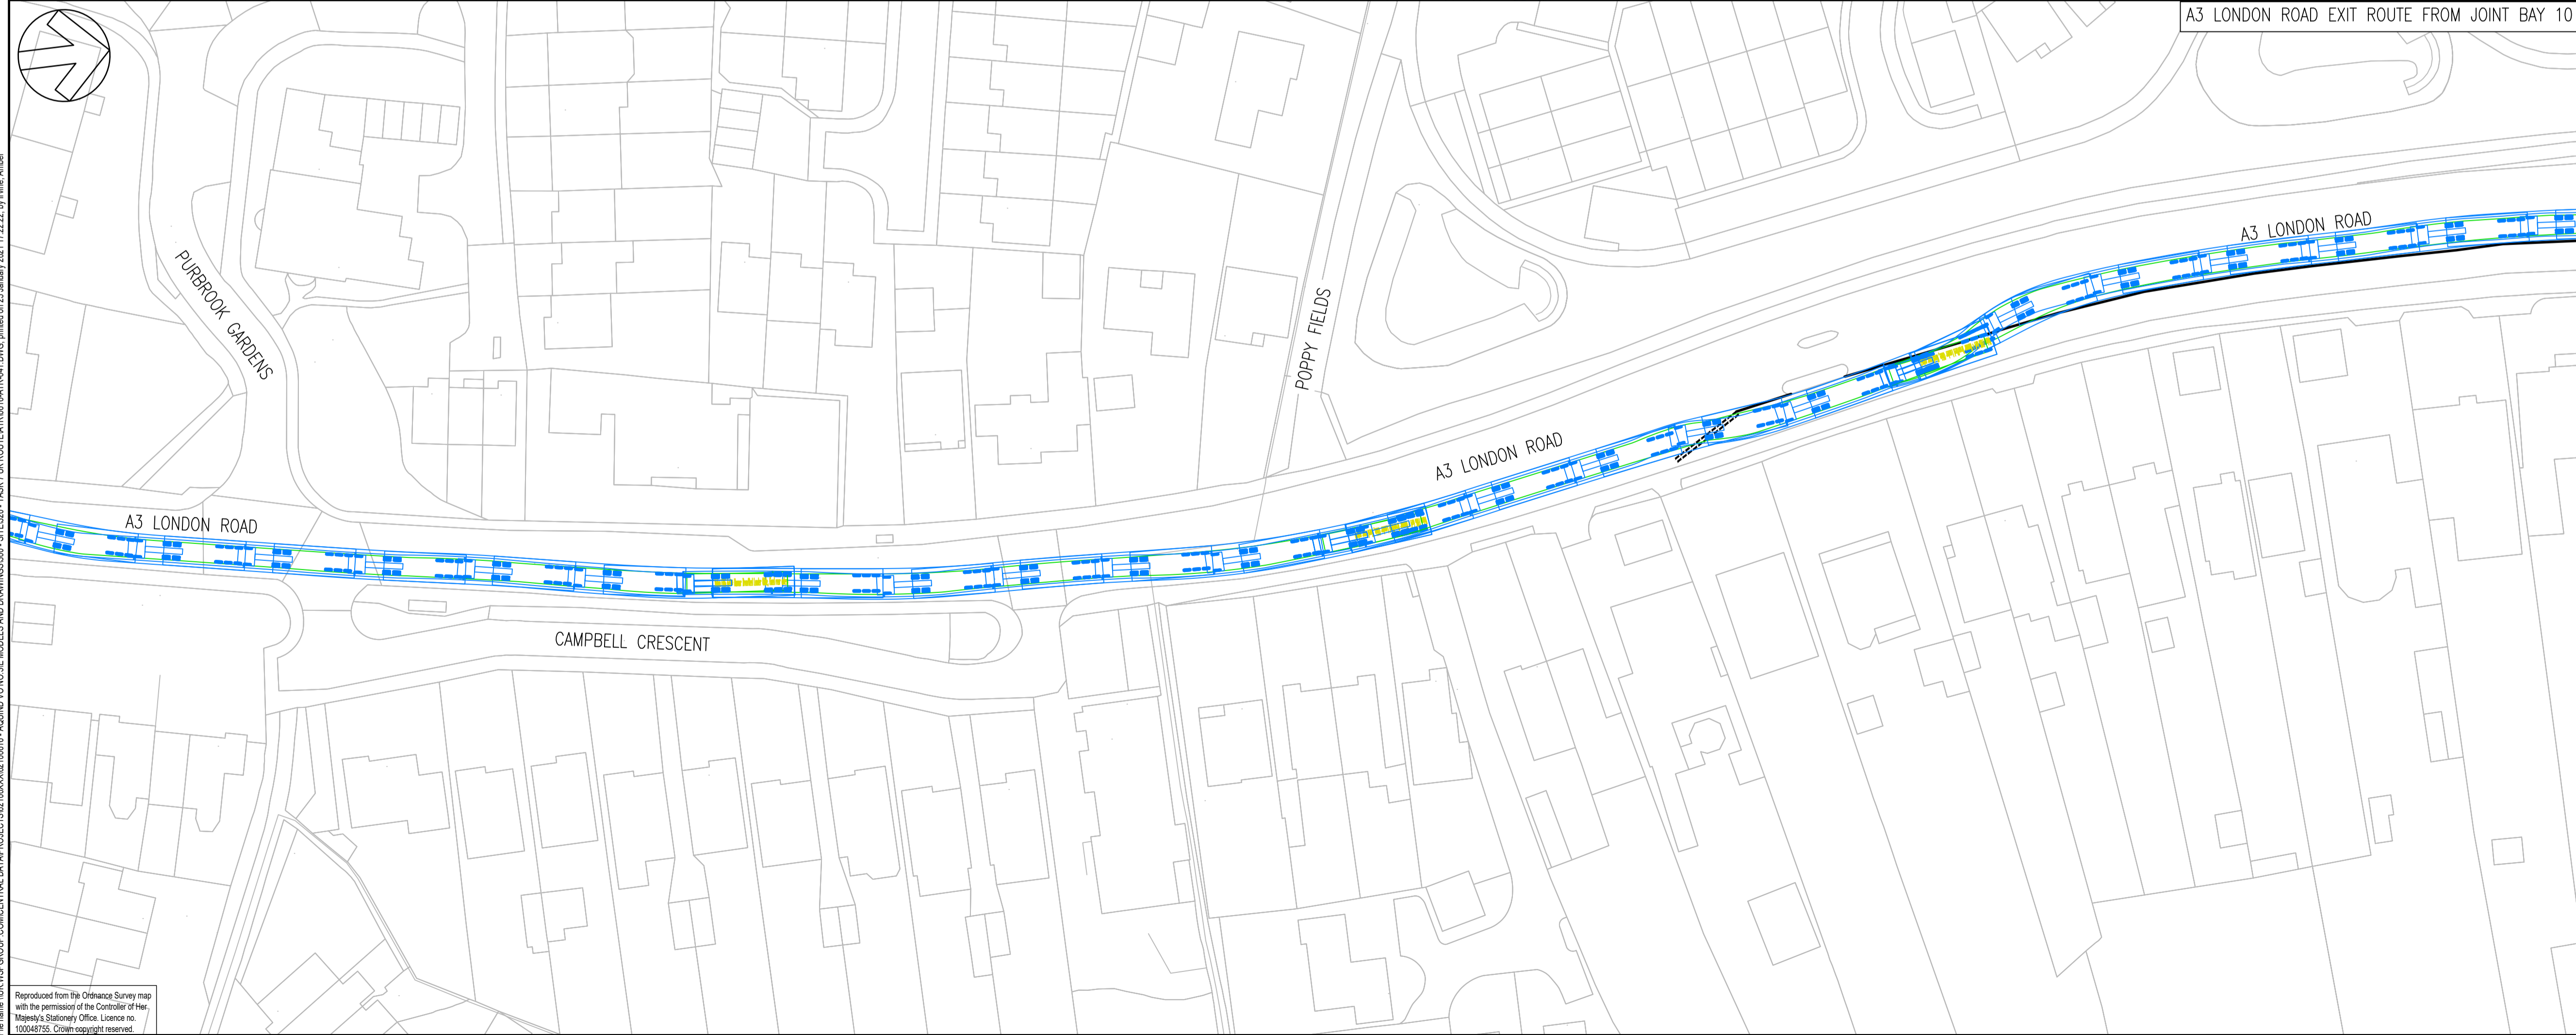 A3 LONDON ROAD EXIT ROUTE FROM JOINT BAY 10
A3 LONDON ROAD
PURBROOK GARDENS
POPPY FIELDS
A3 LONDON ROAD
A3 LONDON ROAD
CAMPBELL CRESCENT
Reproduced from the Ordnance Survey map
with the permission of the Controller of Her
Majesty's Stationery Office. Licence no.
100048755. Crown copyright reserved.